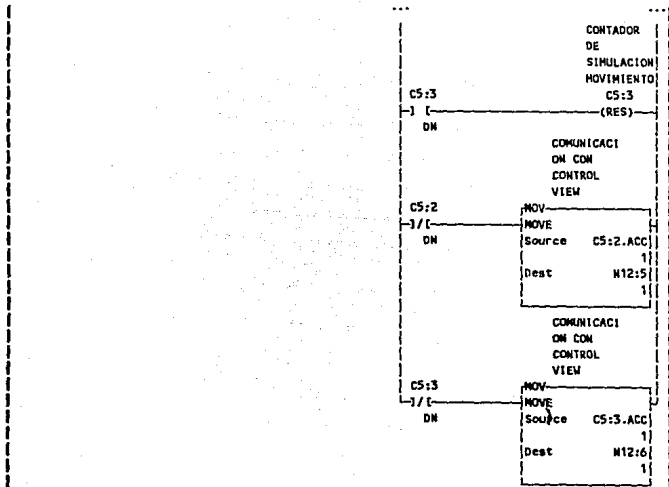 CONTADOR
DE
SIMULACION
MOVIMIENTO
C5:3 C5:3
] [ (RES)
DN
COMUNICACI
ON CON
CONTROL
VIEW
C5:2 MOV
]/[ MOVE
DN Source C5:2.ACC
1
Dest N12:5
1
COMUNICACI
ON CON
CONTROL
VIEW
C5:3 MOV
]/[ MOVE
DN Source C5:3.ACC
1
Dest N12:6
1